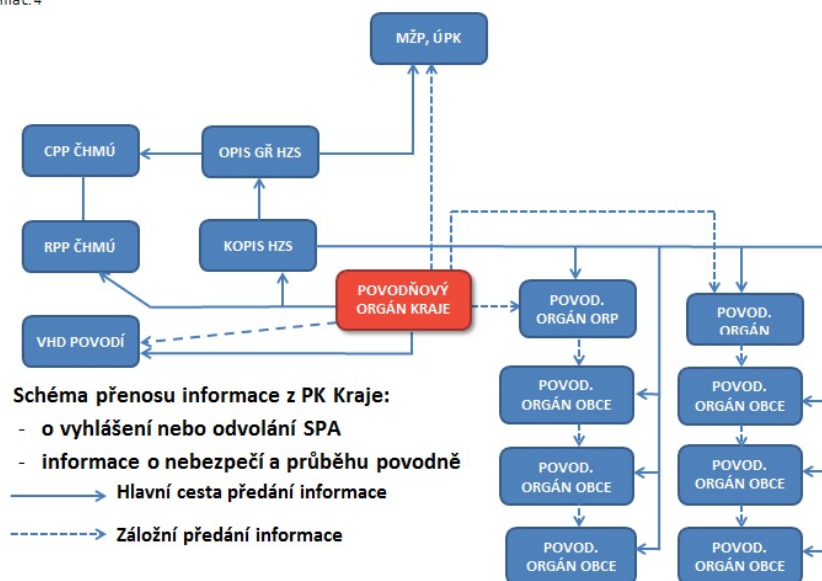 MŽP, ÚPK
CPP ČHMÚ
OPIS GŘ HZS
RPP ČHMÚ
KOPIS HZS
POVODŇOVÝ
ORGÁN KRAJE
POVOD.
ORGÁN ORP
POVOD.
ORGÁN
VHD POVODÍ
Schéma přenosu informace z PK Kraje:
- o vyhlášení nebo odvolání SPA
- informace o nebezpečí a průběhu povodně
Hlavní cesta předání informace
Záložní předání informace
POVOD.
ORGÁN OBCE
POVOD.
ORGÁN OBCE
POVOD.
ORGÁN OBCE
POVOD.
ORGÁN OBCE
POVOD.
ORGÁN OBCE
POVOD.
ORGÁN OBCE